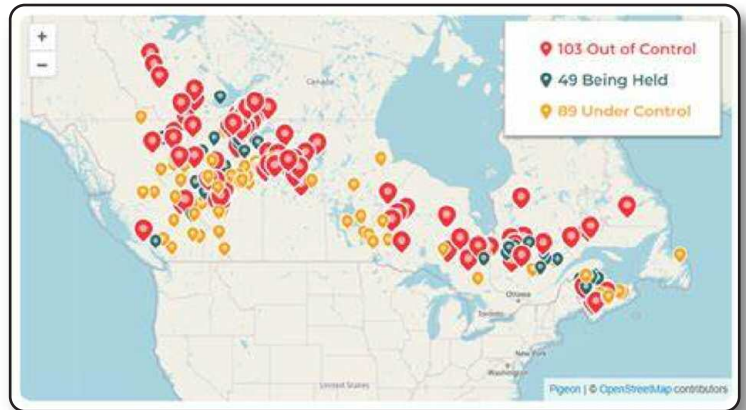 +
−
103 Out of Control
49 Being Held
89 Under Control
Canada
Ottawa
Toronto
New York
Washington
United States
Pigeon | © OpenStreetMap contributors